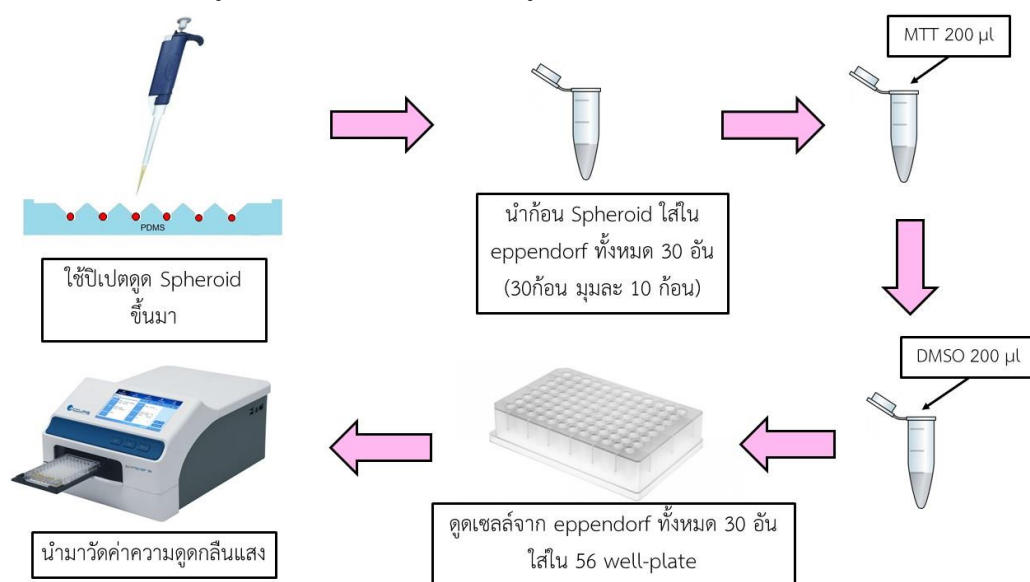 MTT 200 µl
PDMS
ใช้ปิเปตดูด Spheroid
ขึ้นมา
นำก้อน Spheroid ใส่ใน
eppendorf ทั้งหมด 30 อัน
(30ก้อน มุมละ 10 ก้อน)
DMSO 200 µl
ดูดเซลล์จาก eppendorf ทั้งหมด 30 อัน
ใส่ใน 56 well-plate
นำมาวัดค่าความดูดกลืนแสง